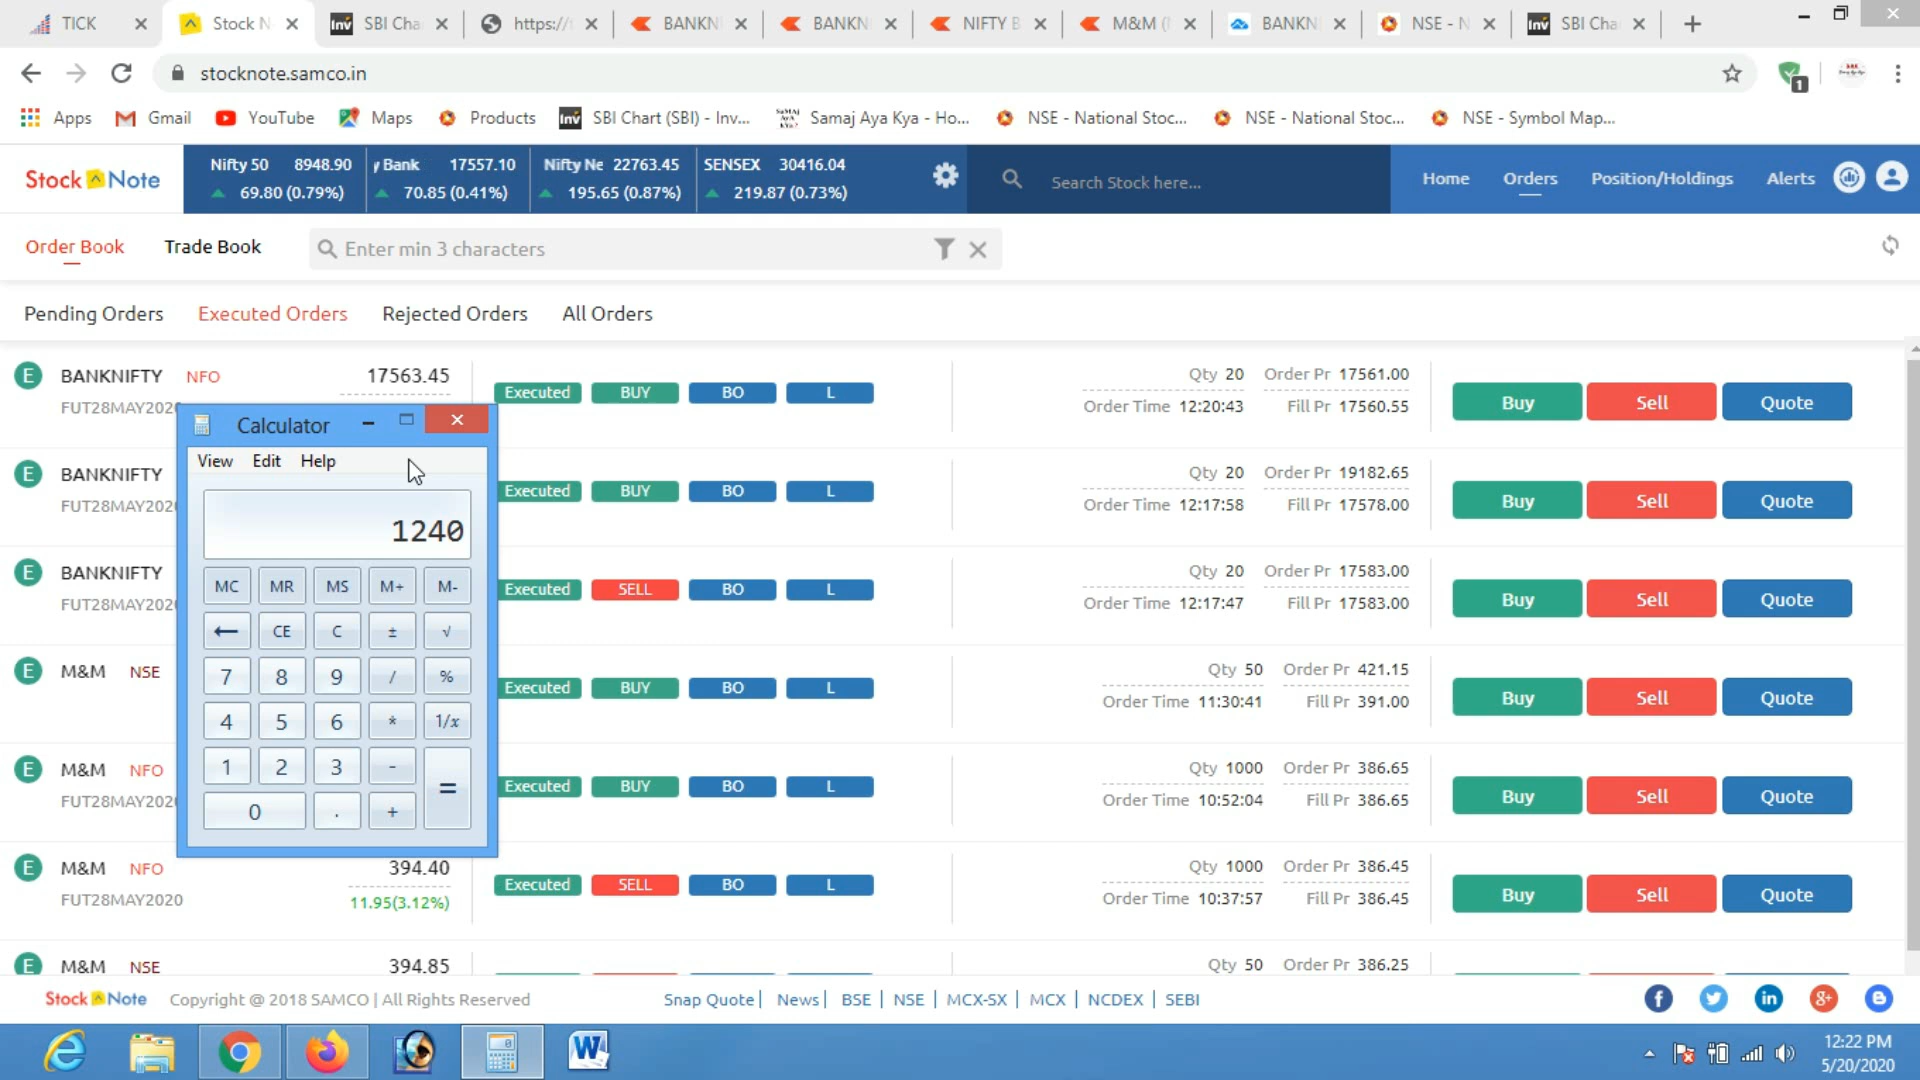 TICK
Stock N
SBI Cha
https://
BANKN
BANKN
NIFTY B
M&M (
BANKN
NSE - N
SBI Cha
stocknote.samco.in
1
Apps
Gmail
YouTube
Maps
Products
SBI Chart (SBI) - Inv...
Samaj Aya Kya - Ho...
NSE - National Stoc...
NSE - National Stoc...
NSE - Symbol Map...
Stock Note
Nifty 50 8948.90
69.80 (0.79%)
y Bank 17557.10
70.85 (0.41%)
Nifty Ne 22763.45
195.65 (0.87%)
SENSEX 30416.04
219.87 (0.73%)
Search Stock here...
Home
Orders
Position/Holdings
Alerts
Order Book
Trade Book
Enter min 3 characters
Pending Orders
Executed Orders
Rejected Orders
All Orders
E BANKNIFTY NFO 17563.45
FUT28MAY2020
Executed BUY BO L
Qty 20 Order Pr 17561.00
Order Time 12:20:43 Fill Pr 17560.55
Buy Sell Quote
E BANKNIFTY
FUT28MAY2020
Executed BUY BO L
Qty 20 Order Pr 19182.65
Order Time 12:17:58 Fill Pr 17578.00
Buy Sell Quote
E BANKNIFTY
FUT28MAY2020
Executed SELL BO L
Qty 20 Order Pr 17583.00
Order Time 12:17:47 Fill Pr 17583.00
Buy Sell Quote
E M&M NSE
Executed BUY BO L
Qty 50 Order Pr 421.15
Order Time 11:30:41 Fill Pr 391.00
Buy Sell Quote
E M&M NFO
FUT28MAY2020
Executed BUY BO L
Qty 1000 Order Pr 386.65
Order Time 10:52:04 Fill Pr 386.65
Buy Sell Quote
E M&M NFO 394.40
FUT28MAY2020 11.95(3.12%)
Executed SELL BO L
Qty 1000 Order Pr 386.45
Order Time 10:37:57 Fill Pr 386.45
Buy Sell Quote
E M&M NSE 394.85
Qty 50 Order Pr 386.25
Calculator
View Edit Help
1240
MC MR MS M+ M-
← CE C ± √
7 8 9 / %
4 5 6 * 1/x
1 2 3 - =
0 . +
Stock Note
Copyright @ 2018 SAMCO | All Rights Reserved
Snap Quote | News | BSE | NSE | MCX-SX | MCX | NCDEX | SEBI
12:22 PM
5/20/2020